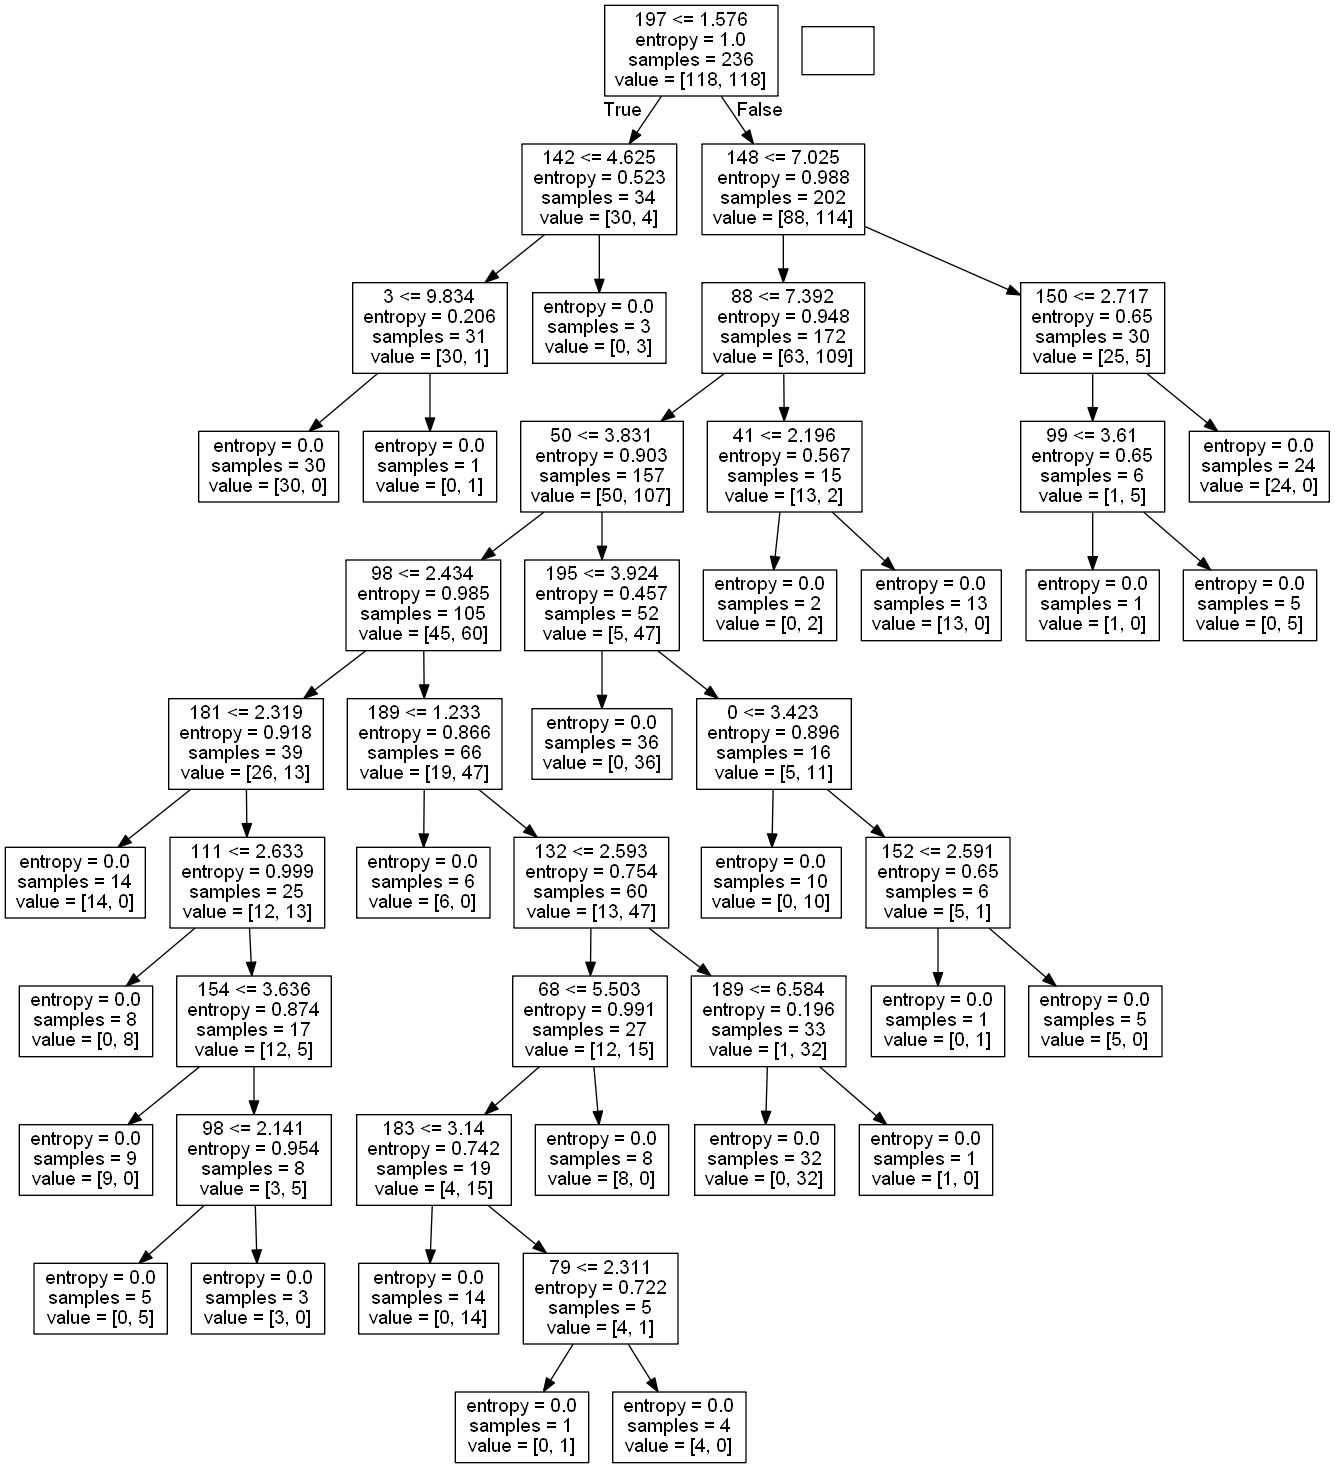 197 <= 1.576
entropy = 1.0
samples = 236
value = [118, 118]
True
False
142 <= 4.625
entropy = 0.523
samples = 34
value = [30, 4]
148 <= 7.025
entropy = 0.988
samples = 202
value = [88, 114]
3 <= 9.834
entropy = 0.206
samples = 31
value = [30, 1]
entropy = 0.0
samples = 3
value = [0, 3]
88 <= 7.392
entropy = 0.948
samples = 172
value = [63, 109]
150 <= 2.717
entropy = 0.65
samples = 30
value = [25, 5]
entropy = 0.0
samples = 30
value = [30, 0]
entropy = 0.0
samples = 1
value = [0, 1]
50 <= 3.831
entropy = 0.903
samples = 157
value = [50, 107]
41 <= 2.196
entropy = 0.567
samples = 15
value = [13, 2]
99 <= 3.61
entropy = 0.65
samples = 6
value = [1, 5]
entropy = 0.0
samples = 24
value = [24, 0]
98 <= 2.434
entropy = 0.985
samples = 105
value = [45, 60]
195 <= 3.924
entropy = 0.457
samples = 52
value = [5, 47]
entropy = 0.0
samples = 2
value = [0, 2]
entropy = 0.0
samples = 13
value = [13, 0]
entropy = 0.0
samples = 1
value = [1, 0]
entropy = 0.0
samples = 5
value = [0, 5]
181 <= 2.319
entropy = 0.918
samples = 39
value = [26, 13]
189 <= 1.233
entropy = 0.866
samples = 66
value = [19, 47]
entropy = 0.0
samples = 36
value = [0, 36]
0 <= 3.423
entropy = 0.896
samples = 16
value = [5, 11]
entropy = 0.0
samples = 14
value = [14, 0]
111 <= 2.633
entropy = 0.999
samples = 25
value = [12, 13]
entropy = 0.0
samples = 6
value = [6, 0]
132 <= 2.593
entropy = 0.754
samples = 60
value = [13, 47]
entropy = 0.0
samples = 10
value = [0, 10]
152 <= 2.591
entropy = 0.65
samples = 6
value = [5, 1]
entropy = 0.0
samples = 8
value = [0, 8]
154 <= 3.636
entropy = 0.874
samples = 17
value = [12, 5]
68 <= 5.503
entropy = 0.991
samples = 27
value = [12, 15]
189 <= 6.584
entropy = 0.196
samples = 33
value = [1, 32]
entropy = 0.0
samples = 1
value = [0, 1]
entropy = 0.0
samples = 5
value = [5, 0]
entropy = 0.0
samples = 9
value = [9, 0]
98 <= 2.141
entropy = 0.954
samples = 8
value = [3, 5]
183 <= 3.14
entropy = 0.742
samples = 19
value = [4, 15]
entropy = 0.0
samples = 8
value = [8, 0]
entropy = 0.0
samples = 32
value = [0, 32]
entropy = 0.0
samples = 1
value = [1, 0]
entropy = 0.0
samples = 5
value = [0, 5]
entropy = 0.0
samples = 3
value = [3, 0]
entropy = 0.0
samples = 14
value = [0, 14]
79 <= 2.311
entropy = 0.722
samples = 5
value = [4, 1]
entropy = 0.0
samples = 1
value = [0, 1]
entropy = 0.0
samples = 4
value = [4, 0]